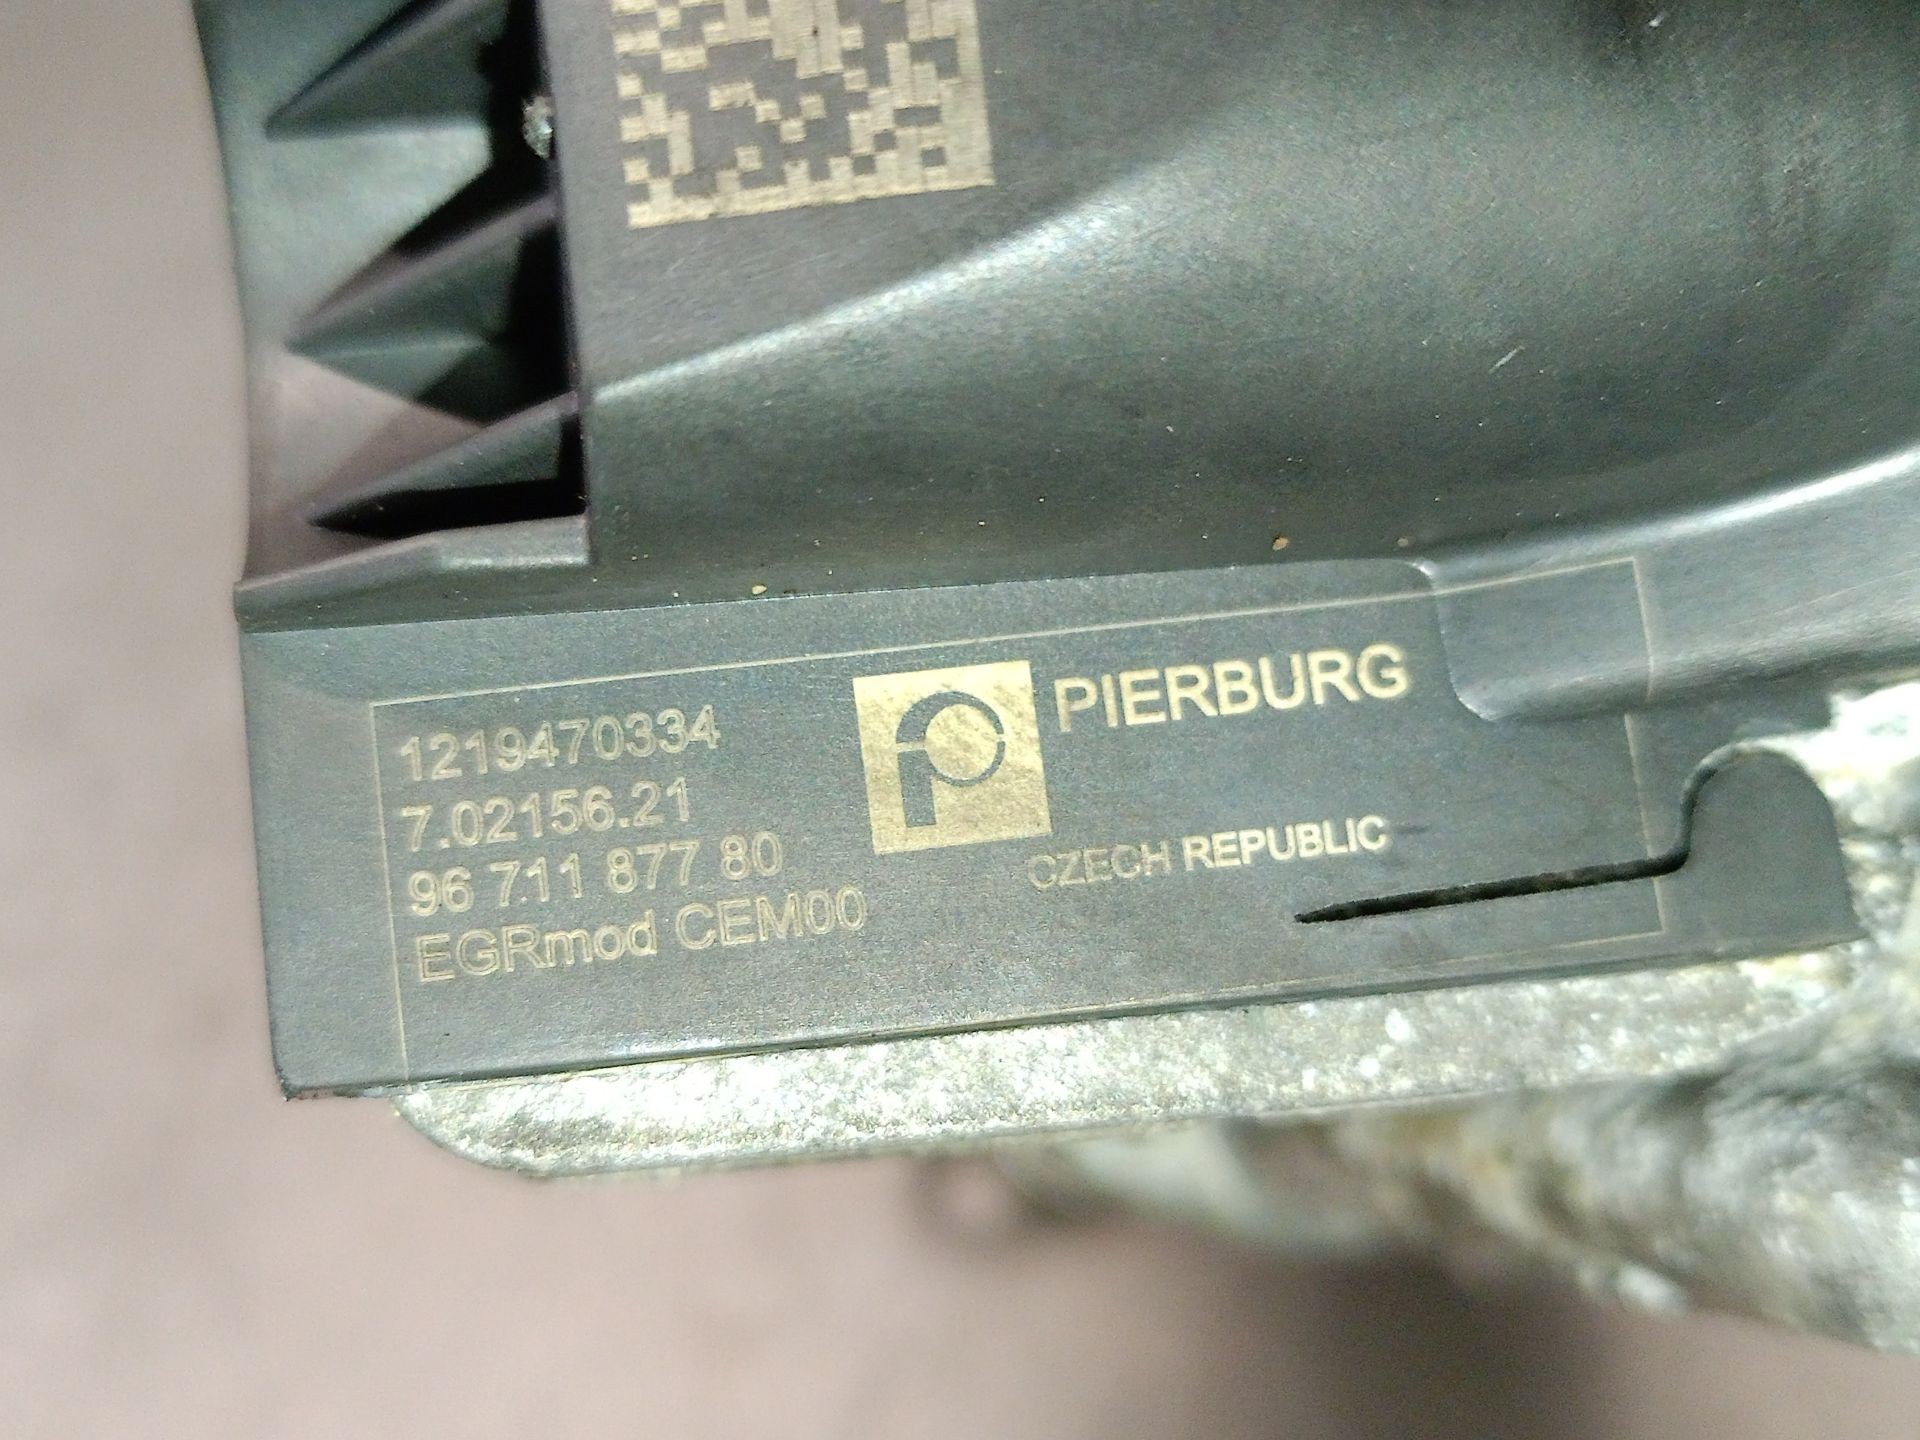 1219470334
7.02156.21
96 711 877 80
EGRmod CEM00
PIERBURG
CZECH REPUBLIC